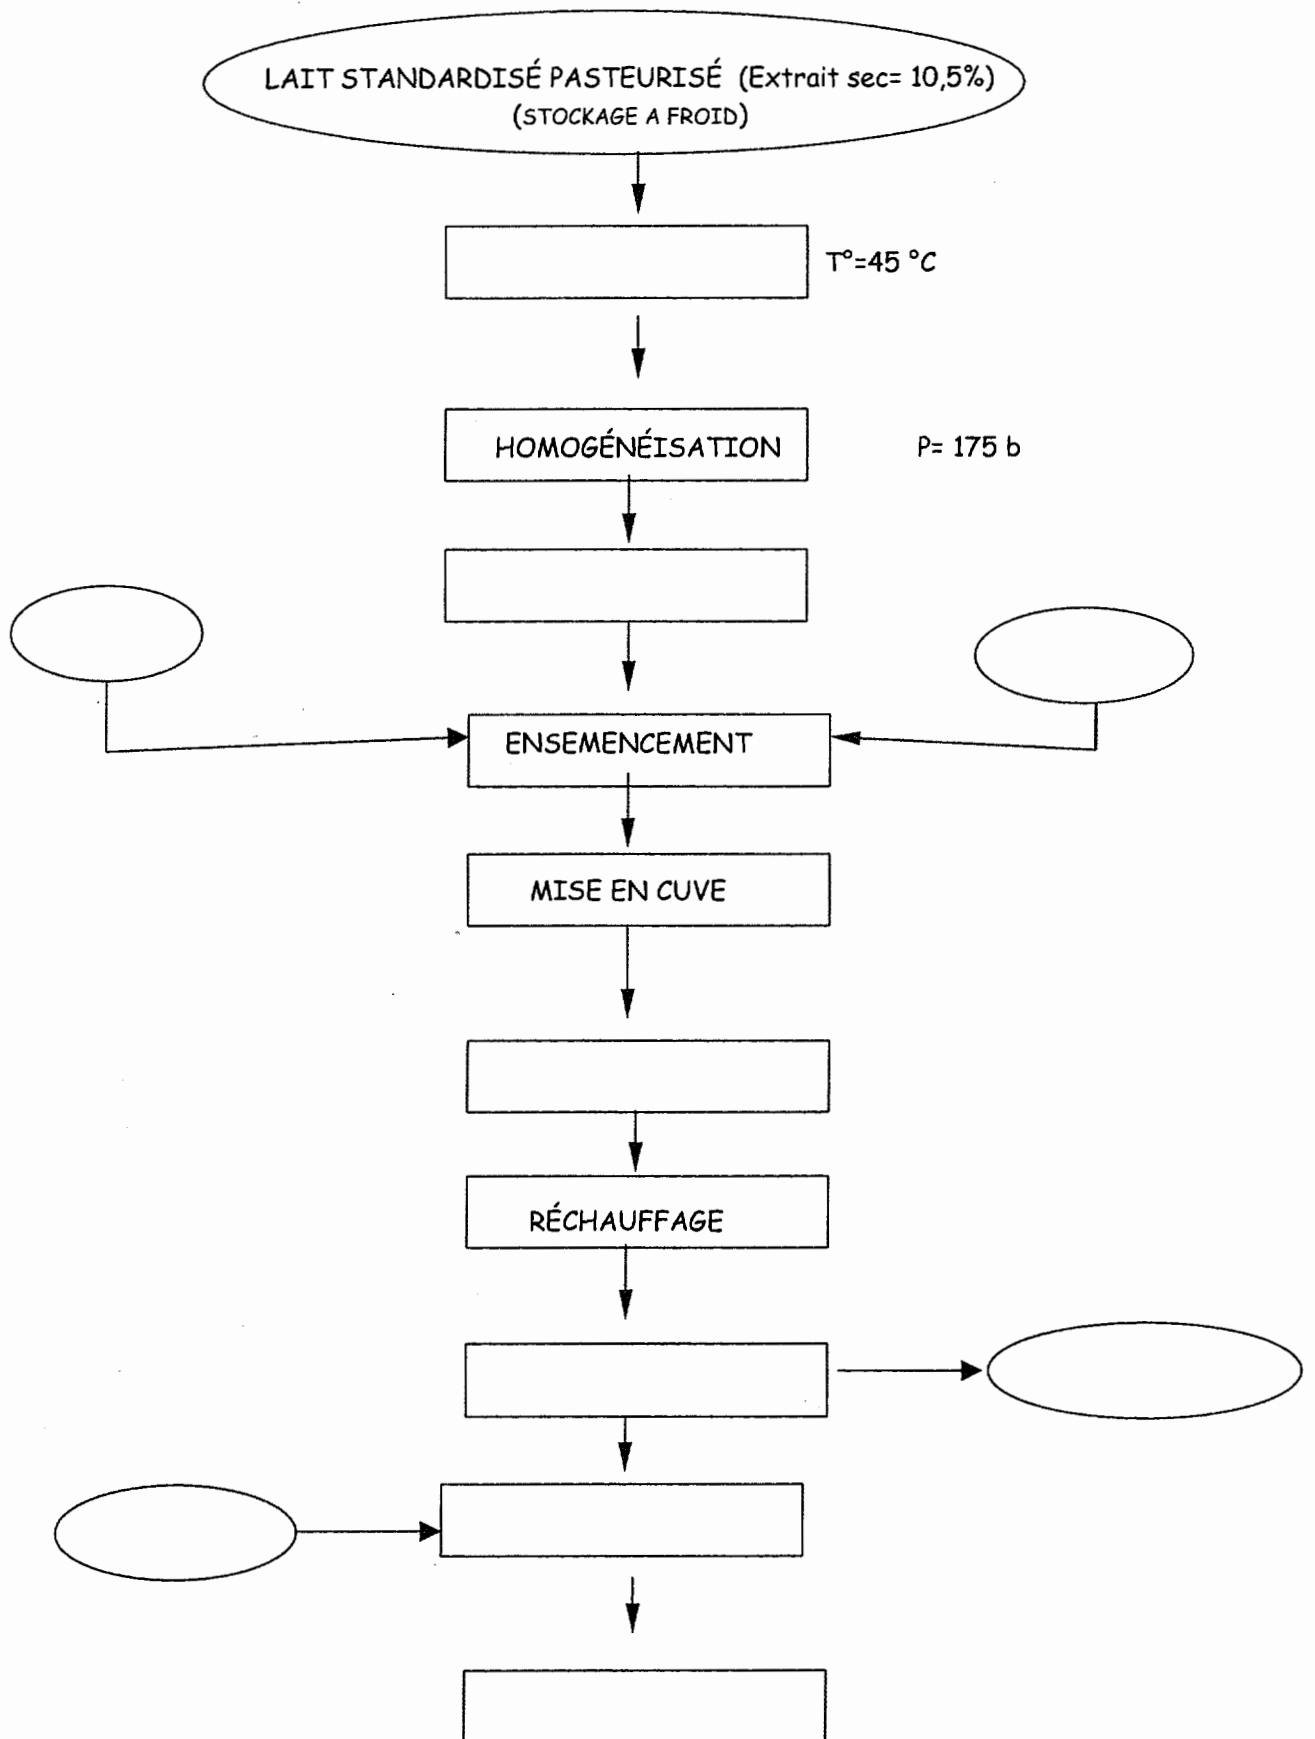 LAIT STANDARDISÉ PASTEURISÉ (Extrait sec= 10,5%)
(STOCKAGE A FROID)
T°=45 °C
HOMOGÉNÉISATION
P= 175 b
ENSEMENCEMENT
MISE EN CUVE
RÉCHAUFFAGE